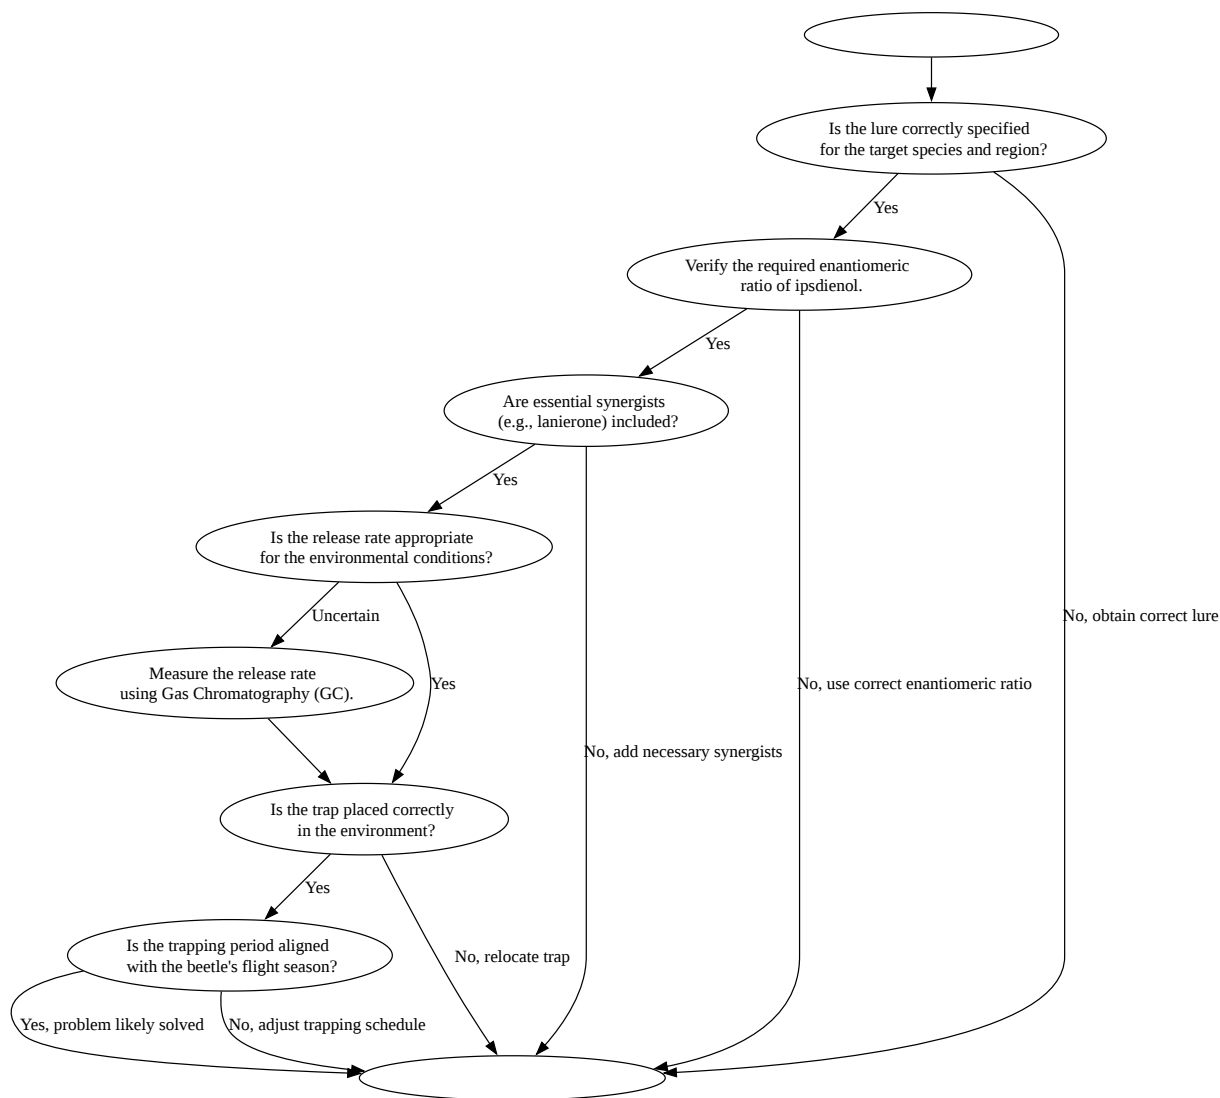 Is the lure correctly specified
for the target species and region?
Yes
Verify the required enantiomeric
ratio of ipsdienol.
Yes
Are essential synergists
(e.g., lanierone) included?
Yes
Is the release rate appropriate
for the environmental conditions?
Uncertain
No, obtain correct lure
Measure the release rate
using Gas Chromatography (GC).
Yes
No, use correct enantiomeric ratio
No, add necessary synergists
Is the trap placed correctly
in the environment?
Yes
Is the trapping period aligned
with the beetle's flight season?
No, relocate trap
Yes, problem likely solved
No, adjust trapping schedule